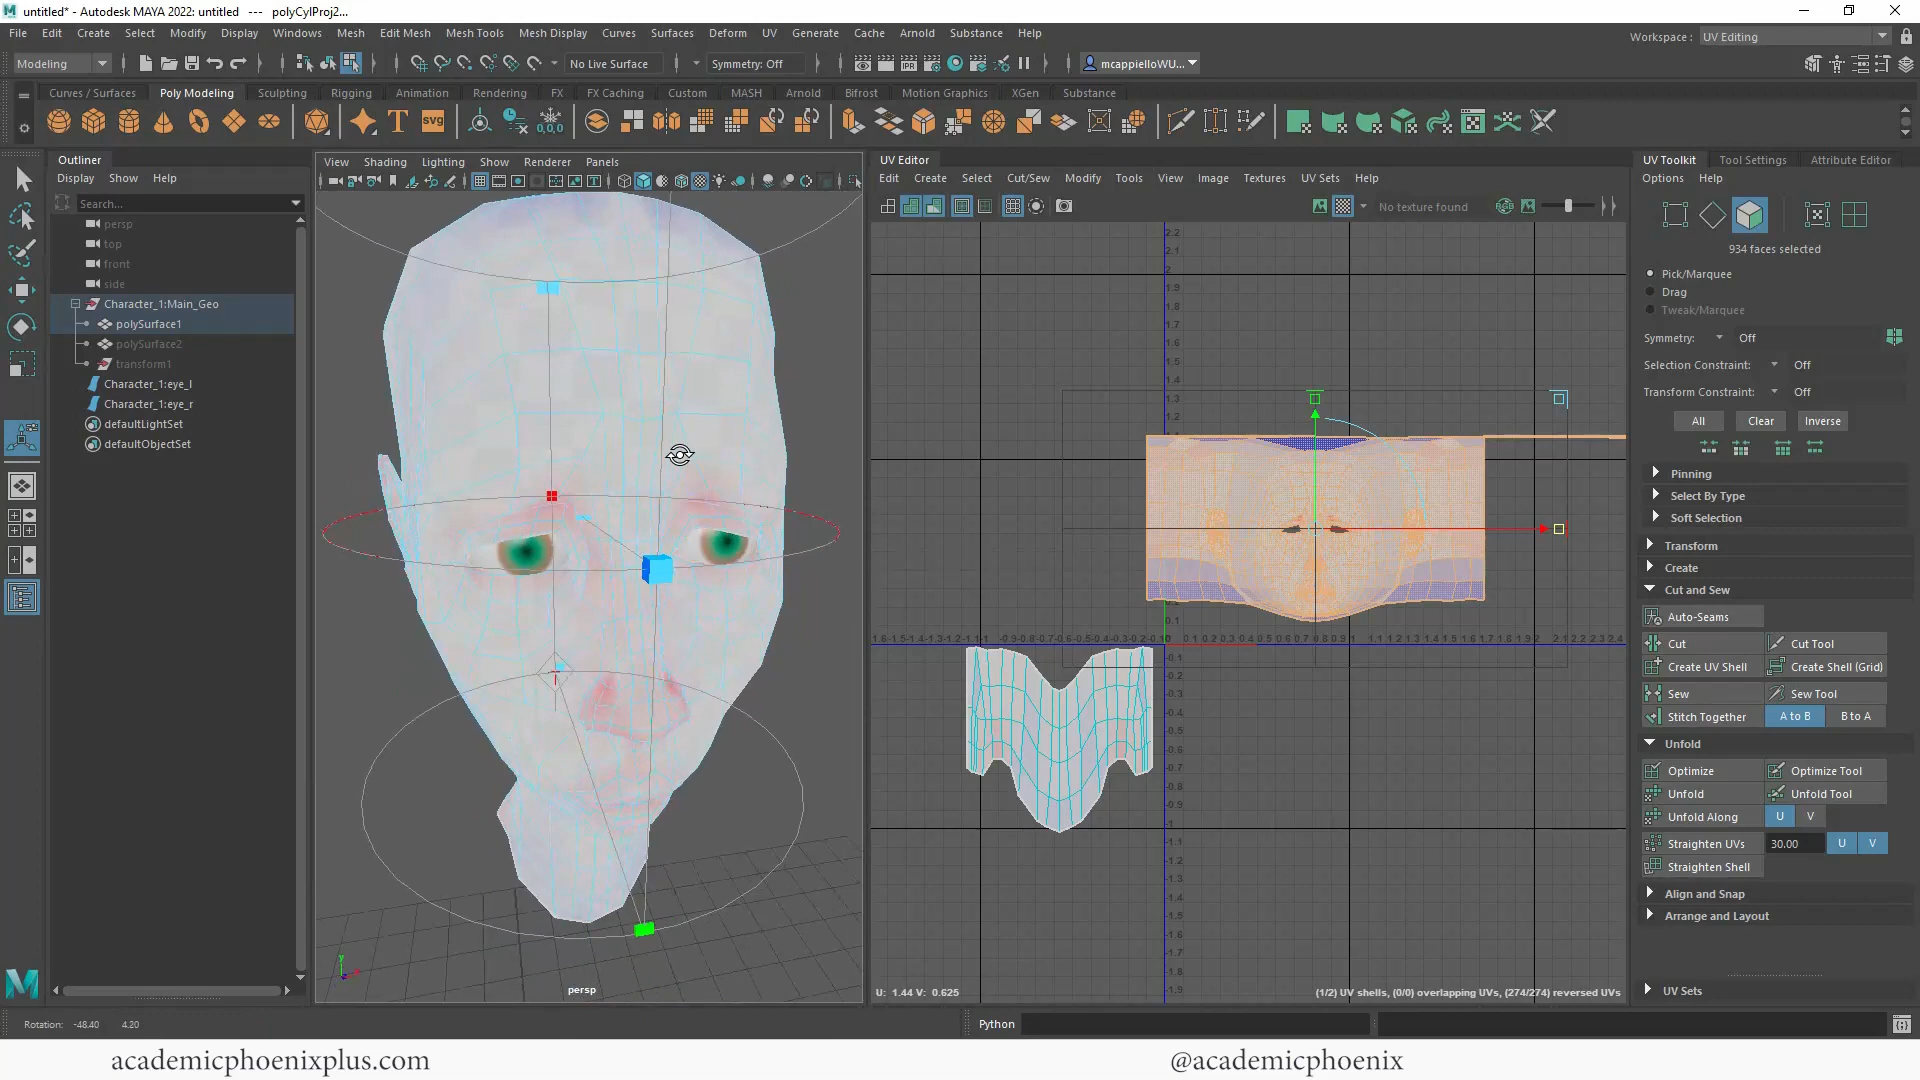 untitled* - Autodesk MAYA 2022: untitled --- polyCylProj2...
File Edit Create Select Modify Display Windows Mesh Edit Mesh Mesh Tools Mesh Display Curves Surfaces Deform UV Generate Cache Arnold Substance Help
Workspace : UV Editing
Modeling
No Live Surface
Symmetry: Off
mcappielloWU...
Curves / Surfaces Poly Modeling Sculpting Rigging Animation Rendering FX FX Caching Custom MASH Arnold Bifrost Motion Graphics XGen Substance
T svg 0,0,0
Outliner
Display Show Help
Search...
persp
top
front
side
Character_1:Main_Geo
polySurface1
polySurface2
transform1
Character_1:eye_l
Character_1:eye_r
defaultLightSet
defaultObjectSet
View Shading Lighting Show Renderer Panels
persp
UV Editor
Edit Create Select Cut/Sew Modify Tools View Image Textures UV Sets Help
No texture found
U: 1.44 V: 0.625
(1/2) UV shells, (0/0) overlapping UVs, (274/274) reversed UVs
UV Toolkit Tool Settings Attribute Editor
Options Help
934 faces selected
Pick/Marquee
Drag
Tweak/Marquee
Symmetry: Off
Selection Constraint: Off
Transform Constraint: Off
All Clear Inverse
Pinning
Select By Type
Soft Selection
Transform
Create
Cut and Sew
Auto-Seams
Cut Cut Tool
Create UV Shell Create Shell (Grid)
Sew Sew Tool
Stitch Together A to B B to A
Unfold
Optimize Optimize Tool
Unfold Unfold Tool
Unfold Along U V
Straighten UVs 30.00 U V
Straighten Shell
Align and Snap
Arrange and Layout
UV Sets
Rotation: -48.40 4.20
Python
academicphoenixplus.com
@academicphoenix